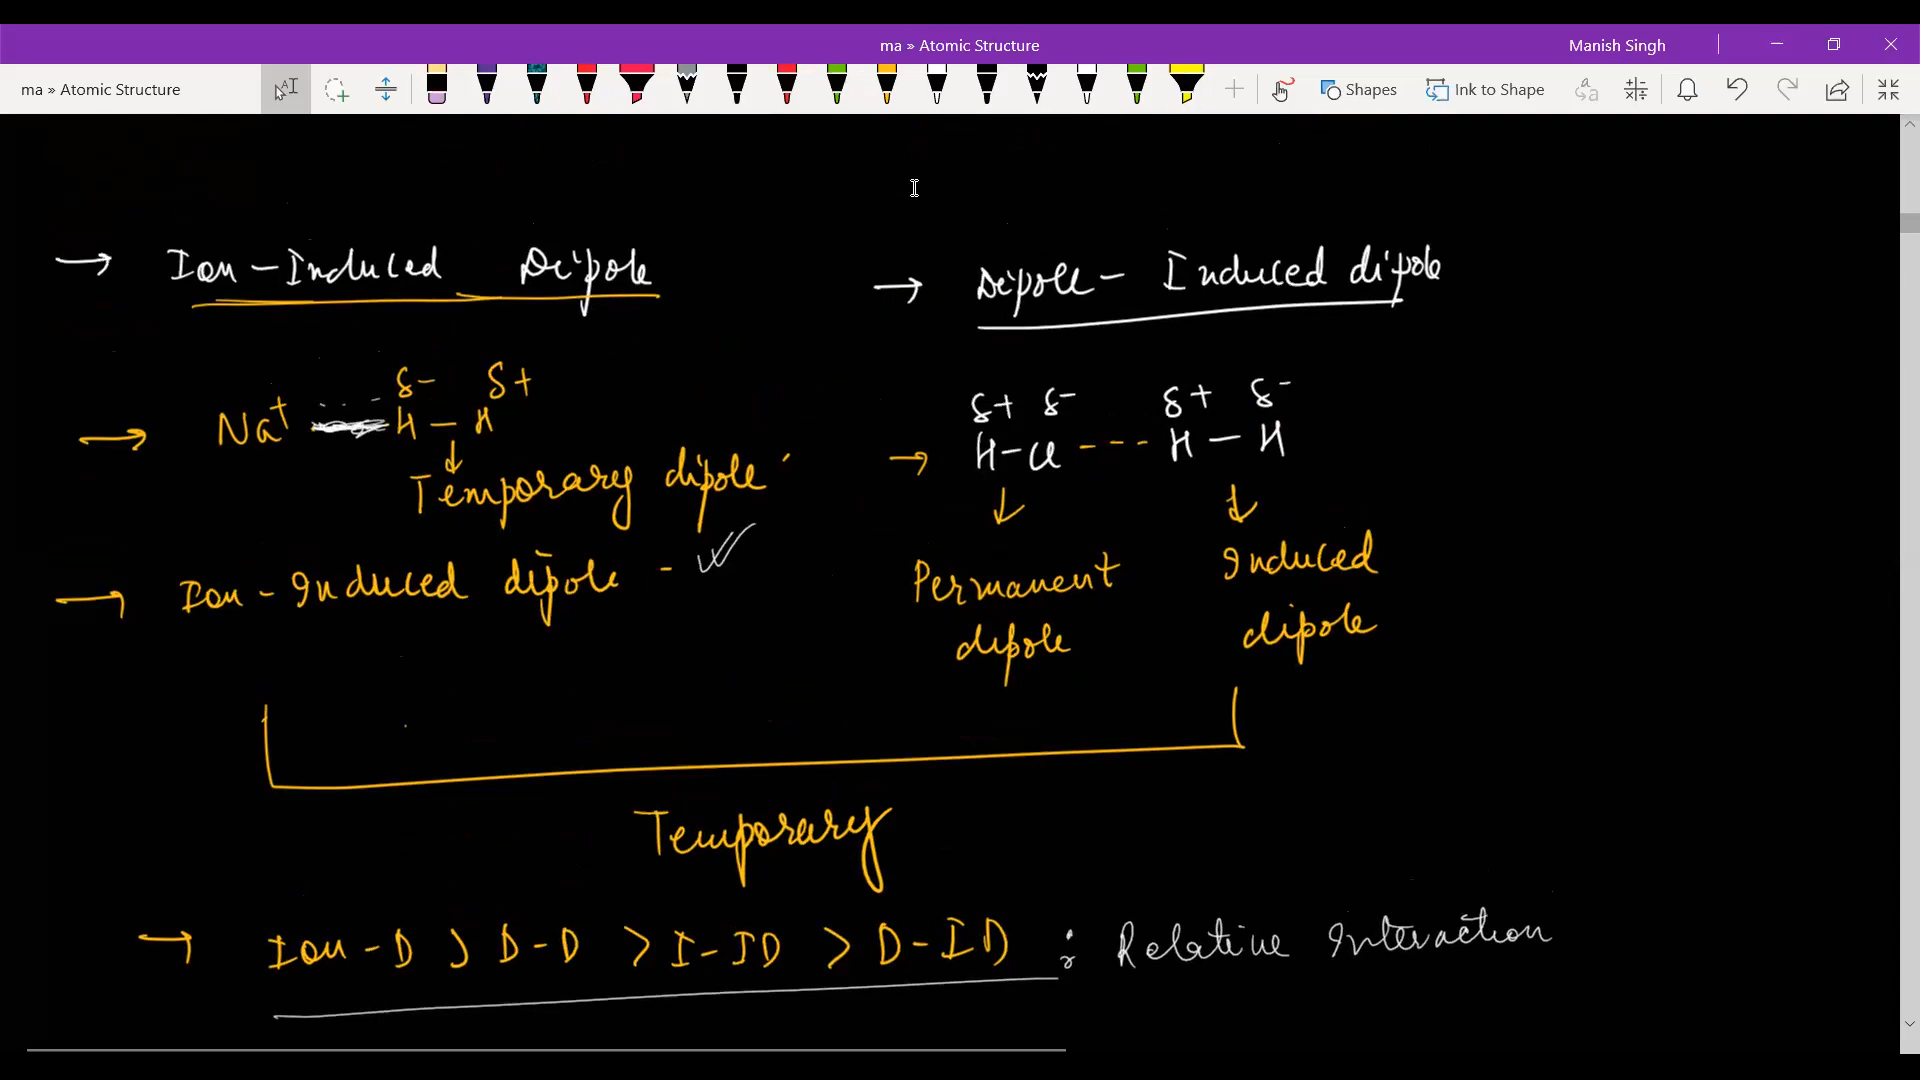 ma » Atomic Structure
Manish Singh
ma » Atomic Structure
Shapes
Ink to Shape
→ Ion-Induced Dipole
→ Dipole- Induced dipole
δ- δ+
→ Na+ --- H-H
↓
Temporary dipole
→ Ion-Induced dipole - ✓
δ+ δ- δ+ δ-
→ H-Cl --- H-H
↓ ↓
Permanent dipole
Induced dipole
Temporary
→ Ion-D > D-D > I-ID > D-ID : Relative Interaction